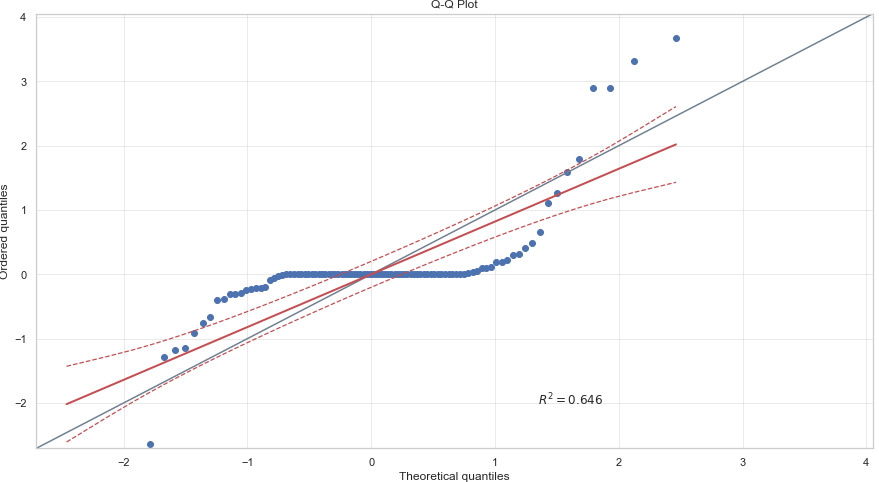 Q-Q Plot
4
3
2
1
0
−1
−2
Ordered quantiles
R² = 0.646
−2 −1 0 1 2 3 4
Theoretical quantiles